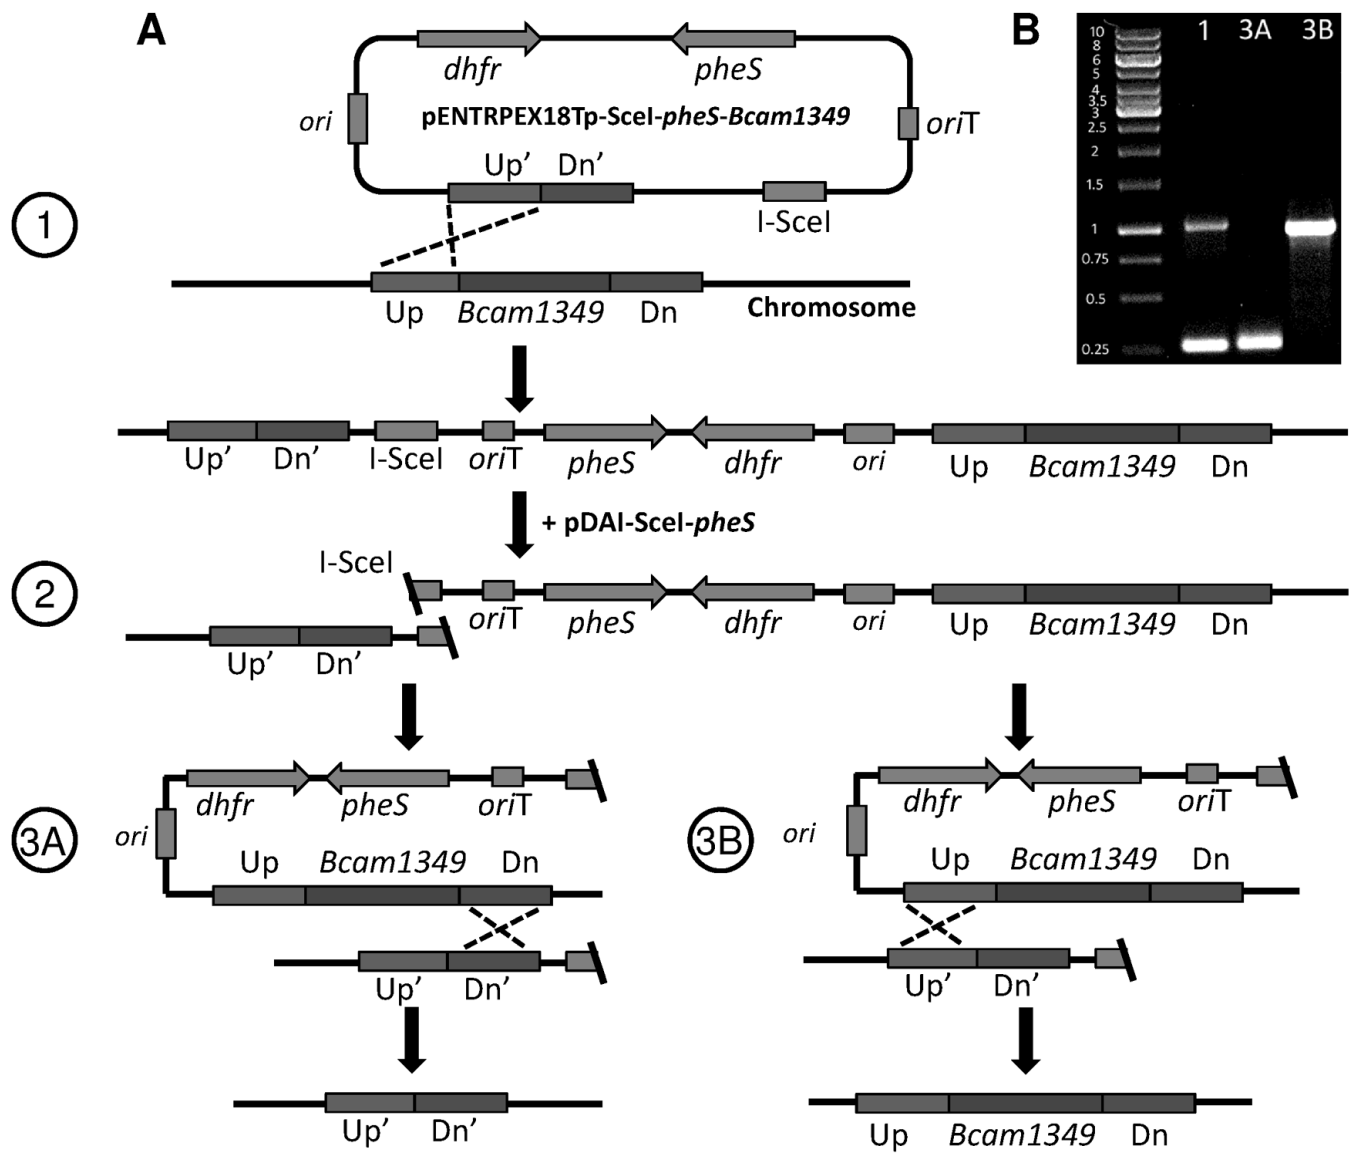 A
dhfr
pheS
ori
pENTRPEX18Tp-SceI-pheS-Bcam1349
oriT
Up’
Dn’
I-SceI
1
Up
Bcam1349
Dn
Chromosome
B
1
3A
3B
10
8
6
5
4
3.5
3
2.5
2
1.5
1
0.75
0.5
0.25
Up’
Dn’
I-SceI
oriT
pheS
dhfr
ori
Up
Bcam1349
Dn
+ pDAI-SceI-pheS
I-SceI
2
oriT
pheS
dhfr
ori
Up
Bcam1349
Dn
Up’
Dn’
3A
dhfr
pheS
oriT
ori
Up
Bcam1349
Dn
Up’
Dn’
Up’
Dn’
3B
dhfr
pheS
oriT
ori
Up
Bcam1349
Dn
Up’
Dn’
Up
Bcam1349
Dn